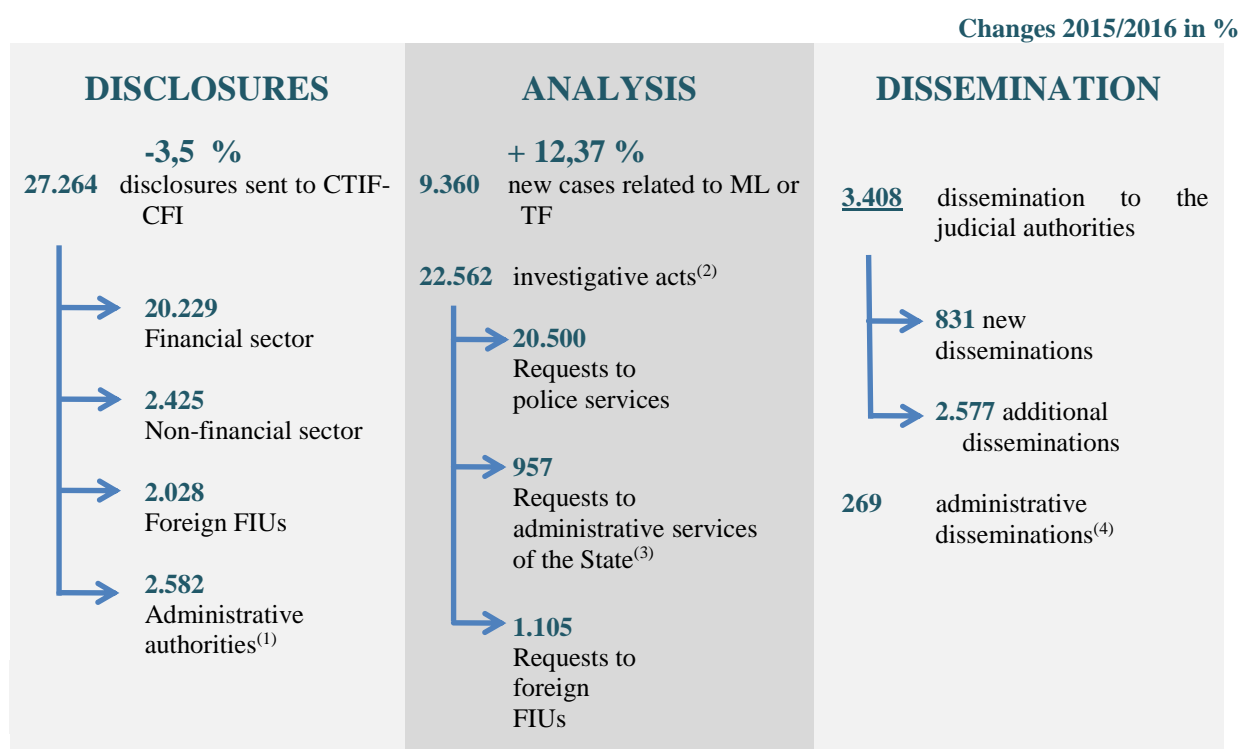 Changes 2015/2016 in %
DISCLOSURES
-3,5 %
27.264 disclosures sent to CTIF-
CFI
20.229
Financial sector
2.425
Non-financial sector
2.028
Foreign FIUs
2.582
Administrative
authorities(1)
ANALYSIS
+ 12,37 %
9.360 new cases related to ML or
TF
22.562 investigative acts(2)
20.500
Requests to
police services
957
Requests to
administrative services
of the State(3)
1.105
Requests to
foreign
FIUs
DISSEMINATION
3.408 dissemination to the
judicial authorities
831 new
disseminations
2.577 additional
disseminations
269 administrative
disseminations(4)